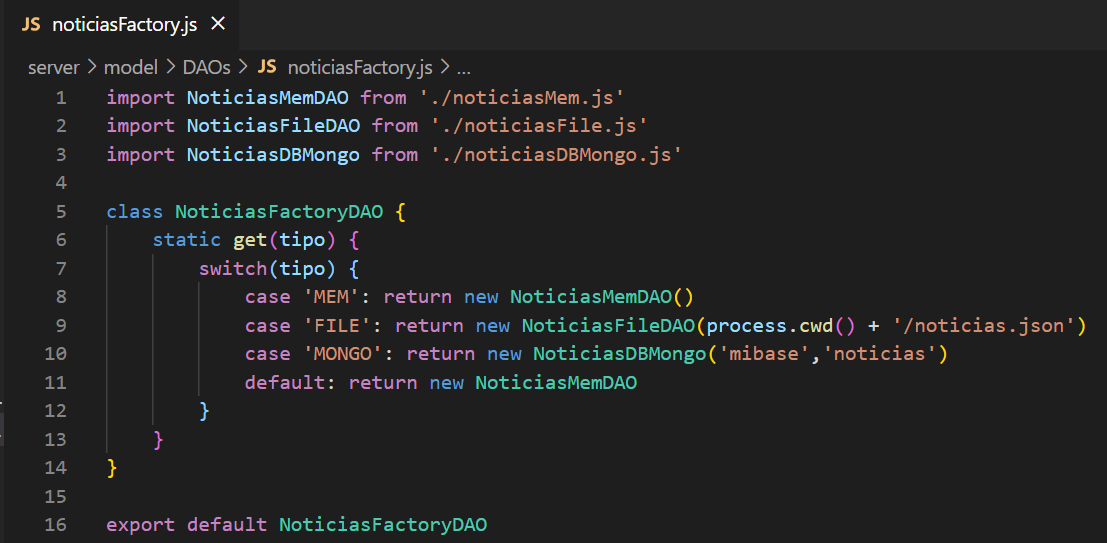 JS noticiasFactory.js ×
server > model > DAOs > JS noticiasFactory.js > ...
1 import NoticiasMemDAO from './noticiasMem.js'
2 import NoticiasFileDAO from './noticiasFile.js'
3 import NoticiasDBMongo from './noticiasDBMongo.js'
4
5 class NoticiasFactoryDAO {
6     static get(tipo) {
7         switch(tipo) {
8             case 'MEM': return new NoticiasMemDAO()
9             case 'FILE': return new NoticiasFileDAO(process.cwd() + '/noticias.json')
10             case 'MONGO': return new NoticiasDBMongo('mibase','noticias')
11             default: return new NoticiasMemDAO
12         }
13     }
14 }
15
16 export default NoticiasFactoryDAO